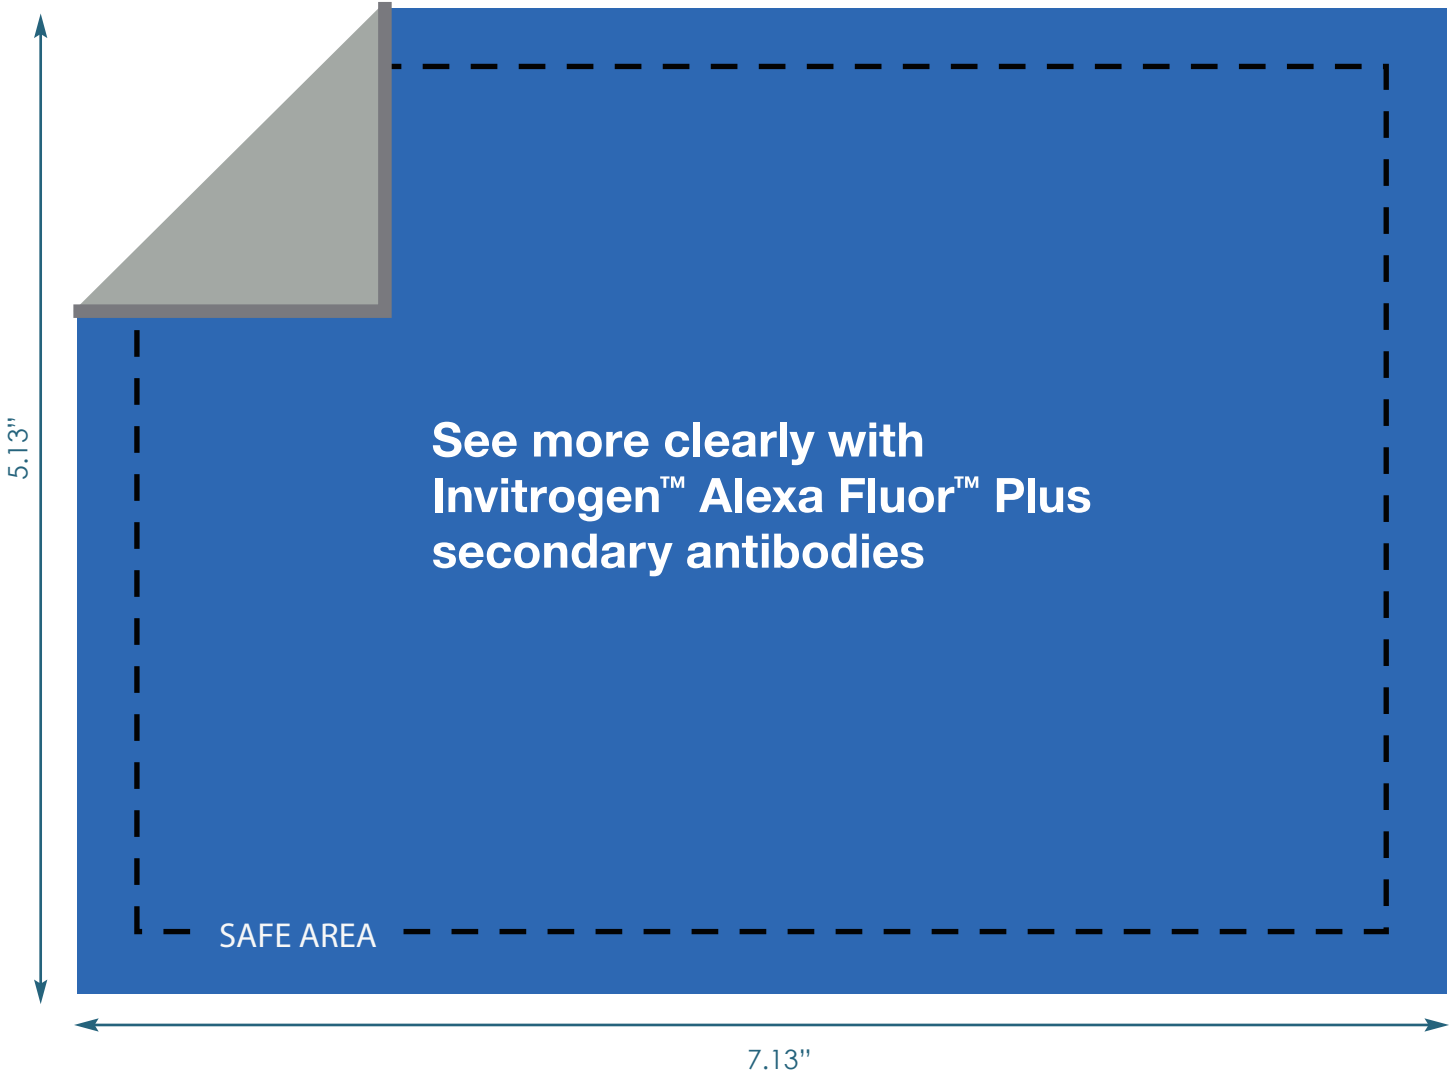 5.13”
See more clearly with
Invitrogen™ Alexa Fluor™ Plus
secondary antibodies
SAFE AREA
7.13”